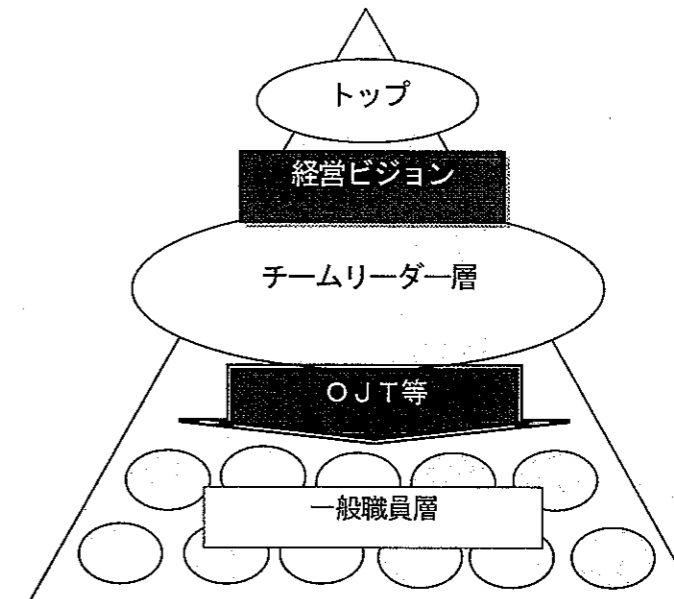 トップ
経営ビジョン
チームリーダー層
ＯＪＴ等
一般職員層